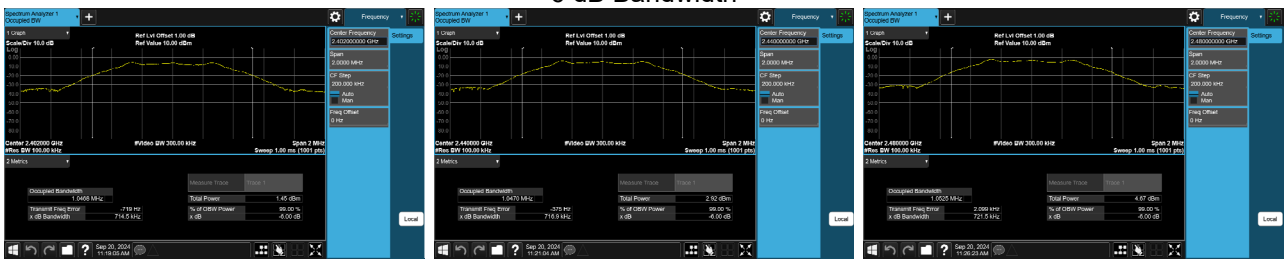 Spectrum Analyzer 1
Occupied BW
Frequency
1 Graph
Scale/Div 10.0 dB
Ref Lvl Offset 1.00 dB
Ref Value 10.00 dBm
Log
Center Frequency
2.402000000 GHz
Settings
Span
2.0000 MHz
CF Step
200.000 kHz
Auto
Man
Freq Offset
0 Hz
Center 2.402000 GHz
#Res BW 100.00 kHz
#Video BW 300.00 kHz
Span 2 MHz
Sweep 1.00 ms (1001 pts)
2 Metrics
Measure Trace Trace 1
Occupied Bandwidth
1.0468 MHz
Total Power 1.45 dBm
Transmit Freq Error -719 Hz
% of OBW Power 99.00 %
x dB Bandwidth 714.5 kHz
x dB -6.00 dB
Local
Sep 20, 2024
11:19:05 AM
Spectrum Analyzer 1
Occupied BW
Frequency
1 Graph
Scale/Div 10.0 dB
Ref Lvl Offset 1.00 dB
Ref Value 10.00 dBm
Log
Center Frequency
2.440000000 GHz
Settings
Span
2.0000 MHz
CF Step
200.000 kHz
Auto
Man
Freq Offset
0 Hz
Center 2.440000 GHz
#Res BW 100.00 kHz
#Video BW 300.00 kHz
Span 2 MHz
Sweep 1.00 ms (1001 pts)
2 Metrics
Measure Trace Trace 1
Occupied Bandwidth
1.0470 MHz
Total Power 2.92 dBm
Transmit Freq Error -375 Hz
% of OBW Power 99.00 %
x dB Bandwidth 716.9 kHz
x dB -6.00 dB
Local
Sep 20, 2024
11:21:04 AM
Spectrum Analyzer 1
Occupied BW
Frequency
1 Graph
Scale/Div 10.0 dB
Ref Lvl Offset 1.00 dB
Ref Value 10.00 dBm
Log
Center Frequency
2.480000000 GHz
Settings
Span
2.0000 MHz
CF Step
200.000 kHz
Auto
Man
Freq Offset
0 Hz
Center 2.480000 GHz
#Res BW 100.00 kHz
#Video BW 300.00 kHz
Span 2 MHz
Sweep 1.00 ms (1001 pts)
2 Metrics
Measure Trace Trace 1
Occupied Bandwidth
1.0525 MHz
Total Power 4.67 dBm
Transmit Freq Error 2.099 kHz
% of OBW Power 99.00 %
x dB Bandwidth 721.5 kHz
x dB -6.00 dB
Local
Sep 20, 2024
11:26:23 AM